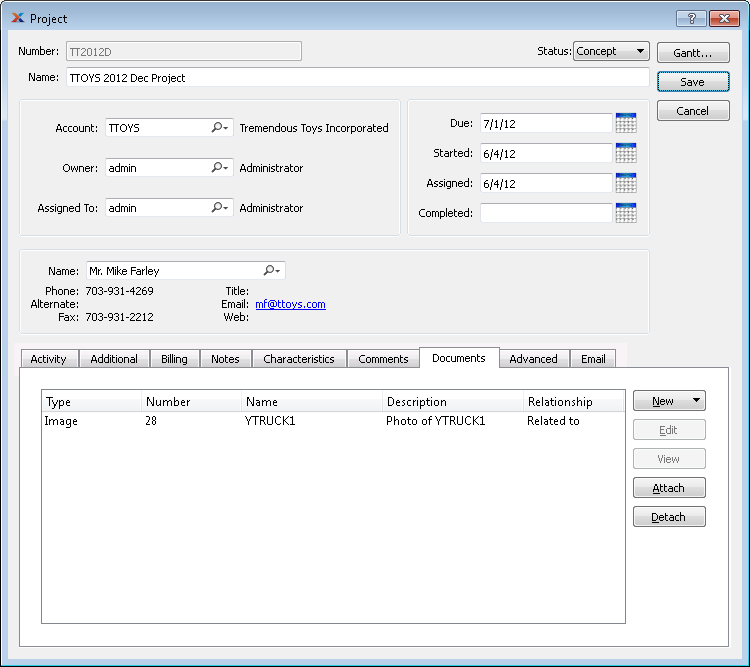 Project
Number: TT2012D Status: Concept Gantt...
Name: TTOYS 2012 Dec Project Save
Cancel
Account: TTOYS Tremendous Toys Incorporated
Owner: admin Administrator
Assigned To: admin Administrator
Due: 7/1/12
Started: 6/4/12
Assigned: 6/4/12
Completed:
Name: Mr. Mike Farley
Phone: 703-931-4269 Title:
Alternate: Email: mf@ttoys.com
Fax: 703-931-2212 Web:
Activity Additional Billing Notes Characteristics Comments Documents Advanced Email
Type Number Name Description Relationship
Image 28 YTRUCK1 Photo of YTRUCK1 Related to
New
Edit
View
Attach
Detach